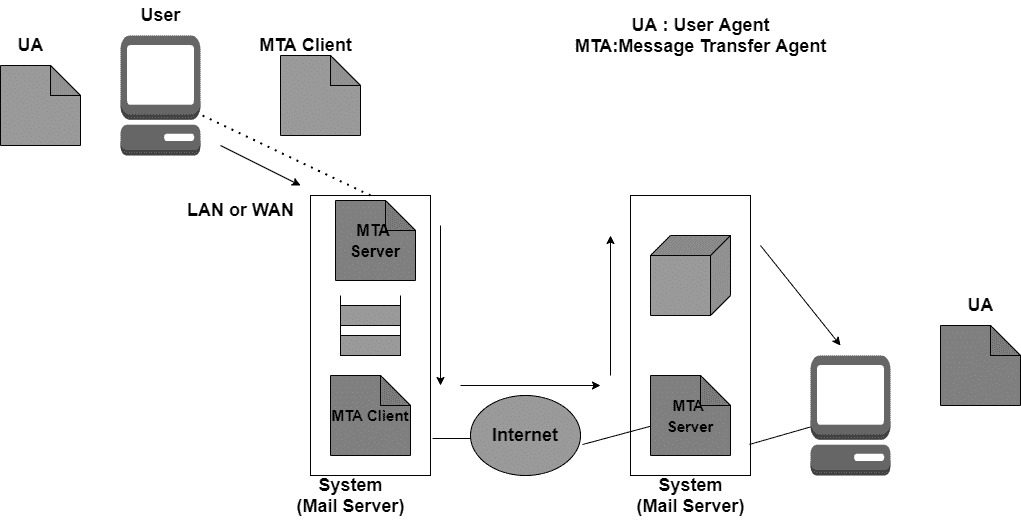 User
UA : User Agent
UA
MTA Client
MTA:Message Transfer Agent
LAN or WAN
MTA
Server
UA
MTA Client
Internet
MTA
Server
System
(Mail Server)
System
(Mail Server)